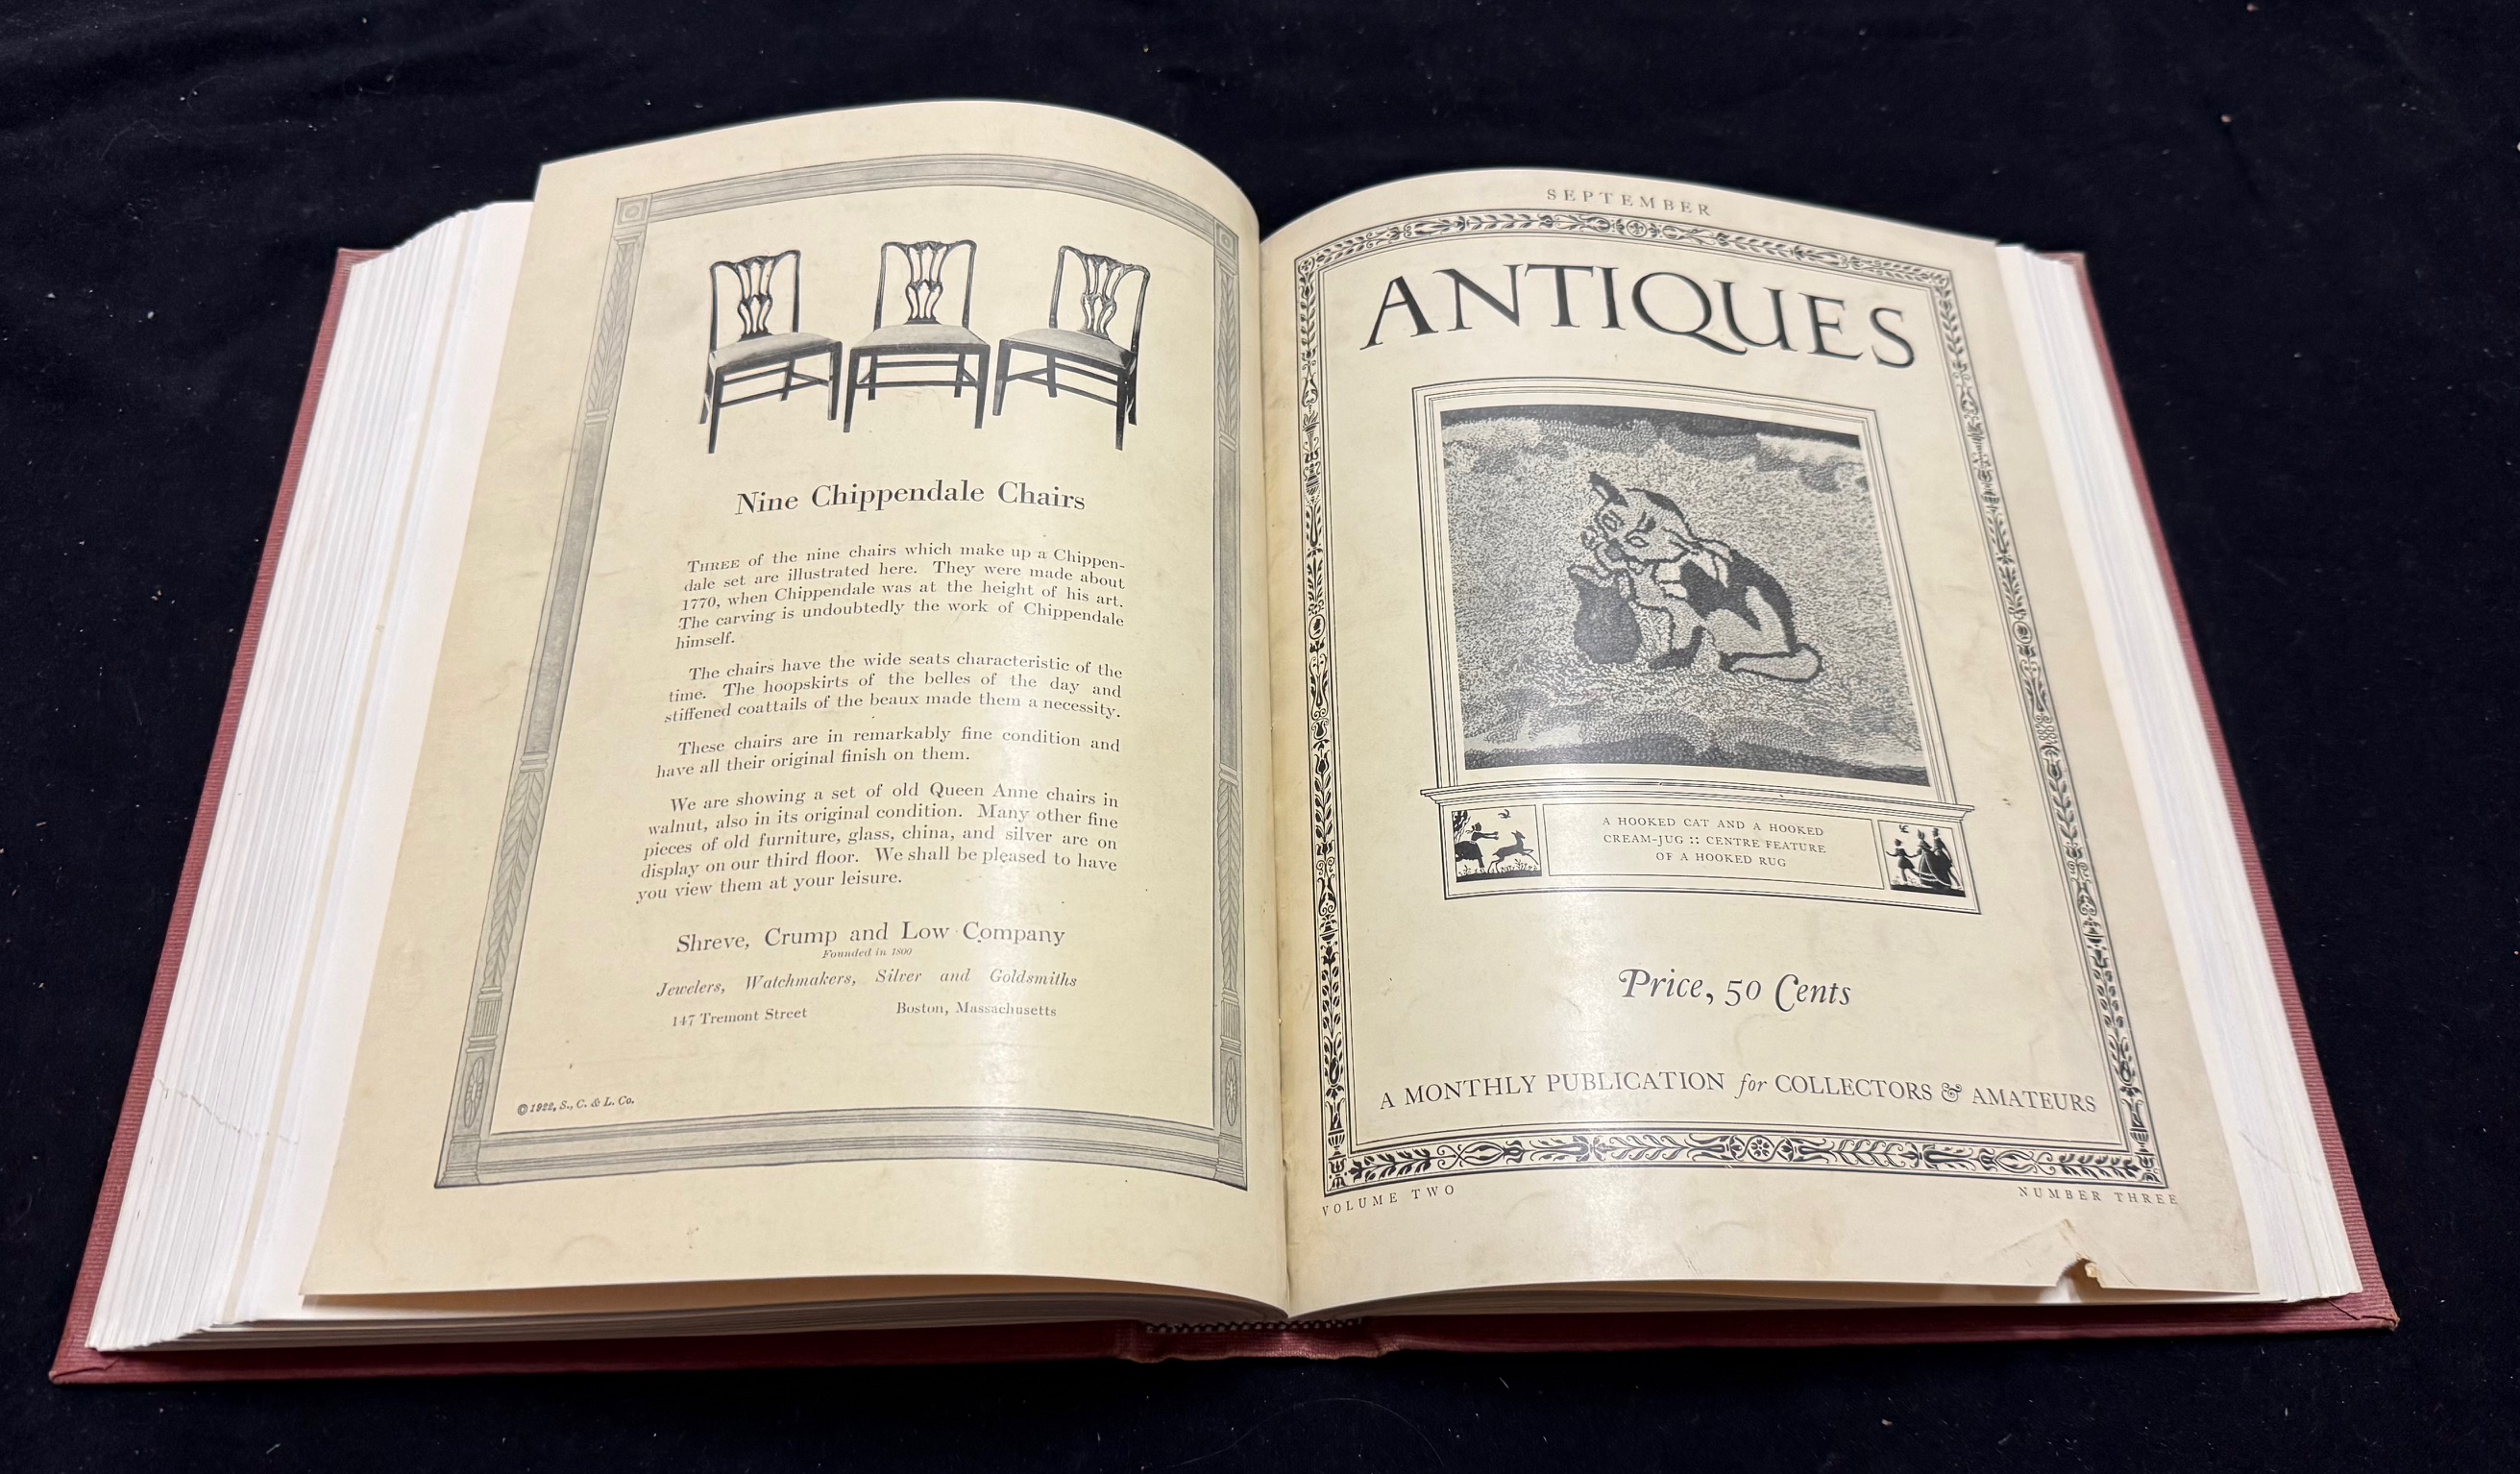 Nine Chippendale Chairs
THREE of the nine chairs which make up a Chippen-
dale set are illustrated here. They were made about
1770, when Chippendale was at the height of his art.
The carving is undoubtedly the work of Chippendale
himself.
The chairs have the wide seats characteristic of the
time. The hoopskirts of the belles of the day and
stiffened coattails of the beaux made them a necessity.
These chairs are in remarkably fine condition and
have all their original finish on them.
We are showing a set of old Queen Anne chairs in
walnut, also in its original condition. Many other fine
pieces of old furniture, glass, china, and silver are on
display on our third floor. We shall be pleased to have
you view them at your leisure.
Shreve, Crump and Low Company
Founded in 1800
Jewelers, Watchmakers, Silver and Goldsmiths
147 Tremont Street Boston, Massachusetts
© 1922, S., C. & L. Co.
SEPTEMBER
ANTIQUES
A HOOKED CAT AND A HOOKED
CREAM-JUG :: CENTRE FEATURE
OF A HOOKED RUG
Price, 50 Cents
A MONTHLY PUBLICATION for COLLECTORS & AMATEURS
VOLUME TWO NUMBER THREE